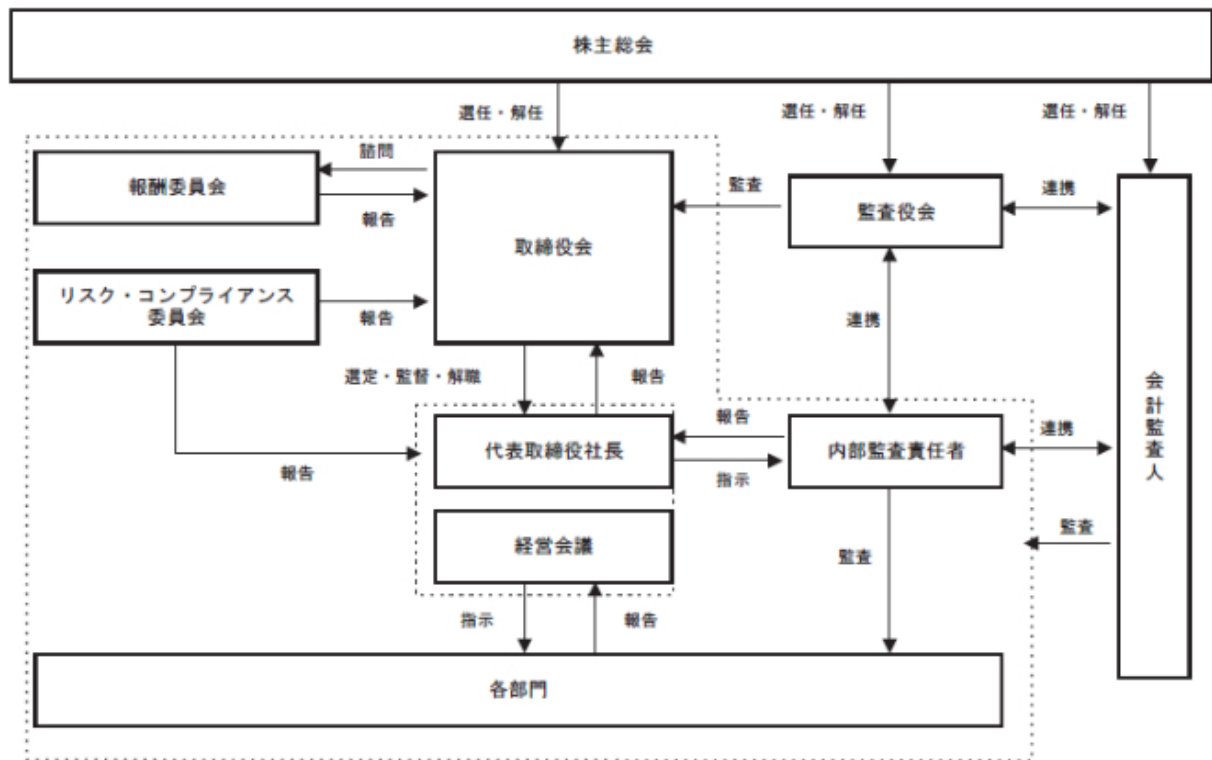 株主総会
選任・解任
選任・解任
選任・解任
報酬委員会
諮問
報告
取締役会
監査
監査役会
連携
リスク・コンプライアンス
委員会
報告
連携
選定・監督・解職
報告
会計監査人
報告
代表取締役社長
報告
指示
内部監査責任者
連携
経営会議
監査
監査
指示
報告
各部門